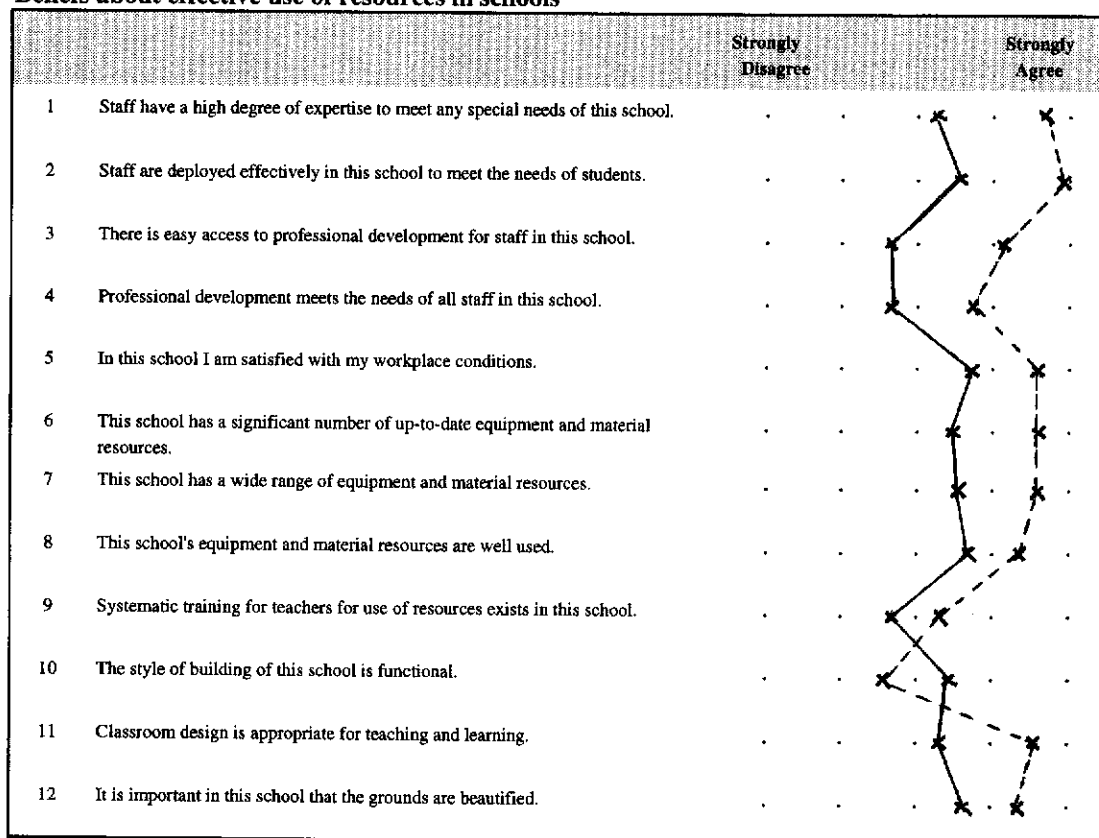 Beliefs about effective use of resources in schools
Strongly Strongly
Disagree Agree
1 Staff have a high degree of expertise to meet any special needs of this school.
2 Staff are deployed effectively in this school to meet the needs of students.
3 There is easy access to professional development for staff in this school.
4 Professional development meets the needs of all staff in this school.
5 In this school I am satisfied with my workplace conditions.
6 This school has a significant number of up-to-date equipment and material
resources.
7 This school has a wide range of equipment and material resources.
8 This school's equipment and material resources are well used.
9 Systematic training for teachers for use of resources exists in this school.
10 The style of building of this school is functional.
11 Classroom design is appropriate for teaching and learning.
12 It is important in this school that the grounds are beautified.